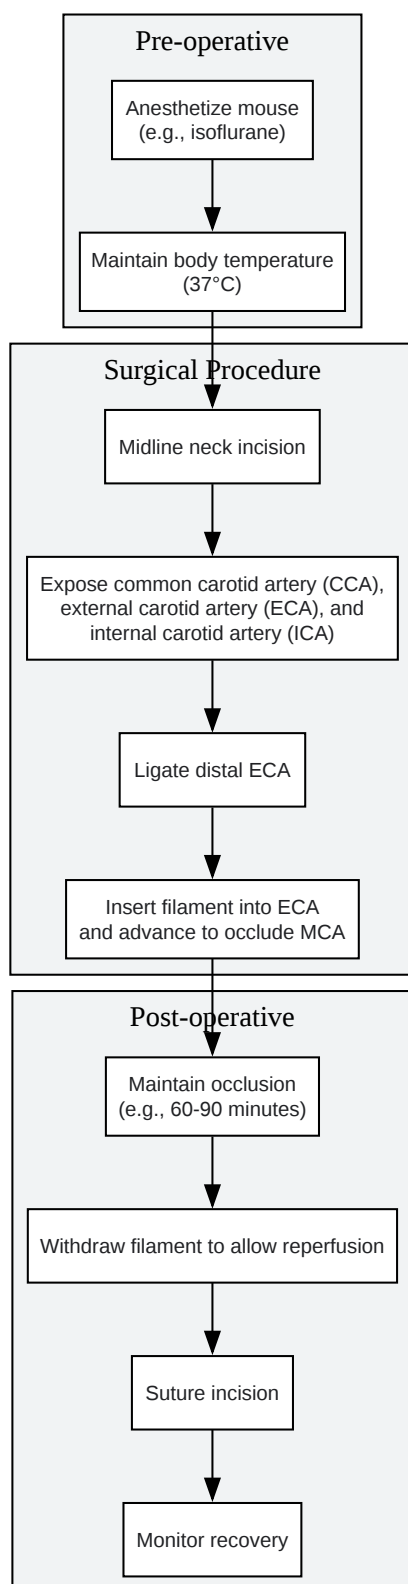 Pre-operative
Anesthetize mouse
(e.g., isoflurane)
Maintain body temperature
(37°C)
Surgical Procedure
Midline neck incision
Expose common carotid artery (CCA),
external carotid artery (ECA), and
internal carotid artery (ICA)
Ligate distal ECA
Insert filament into ECA
and advance to occlude MCA
Post-operative
Maintain occlusion
(e.g., 60-90 minutes)
Withdraw filament to allow reperfusion
Suture incision
Monitor recovery